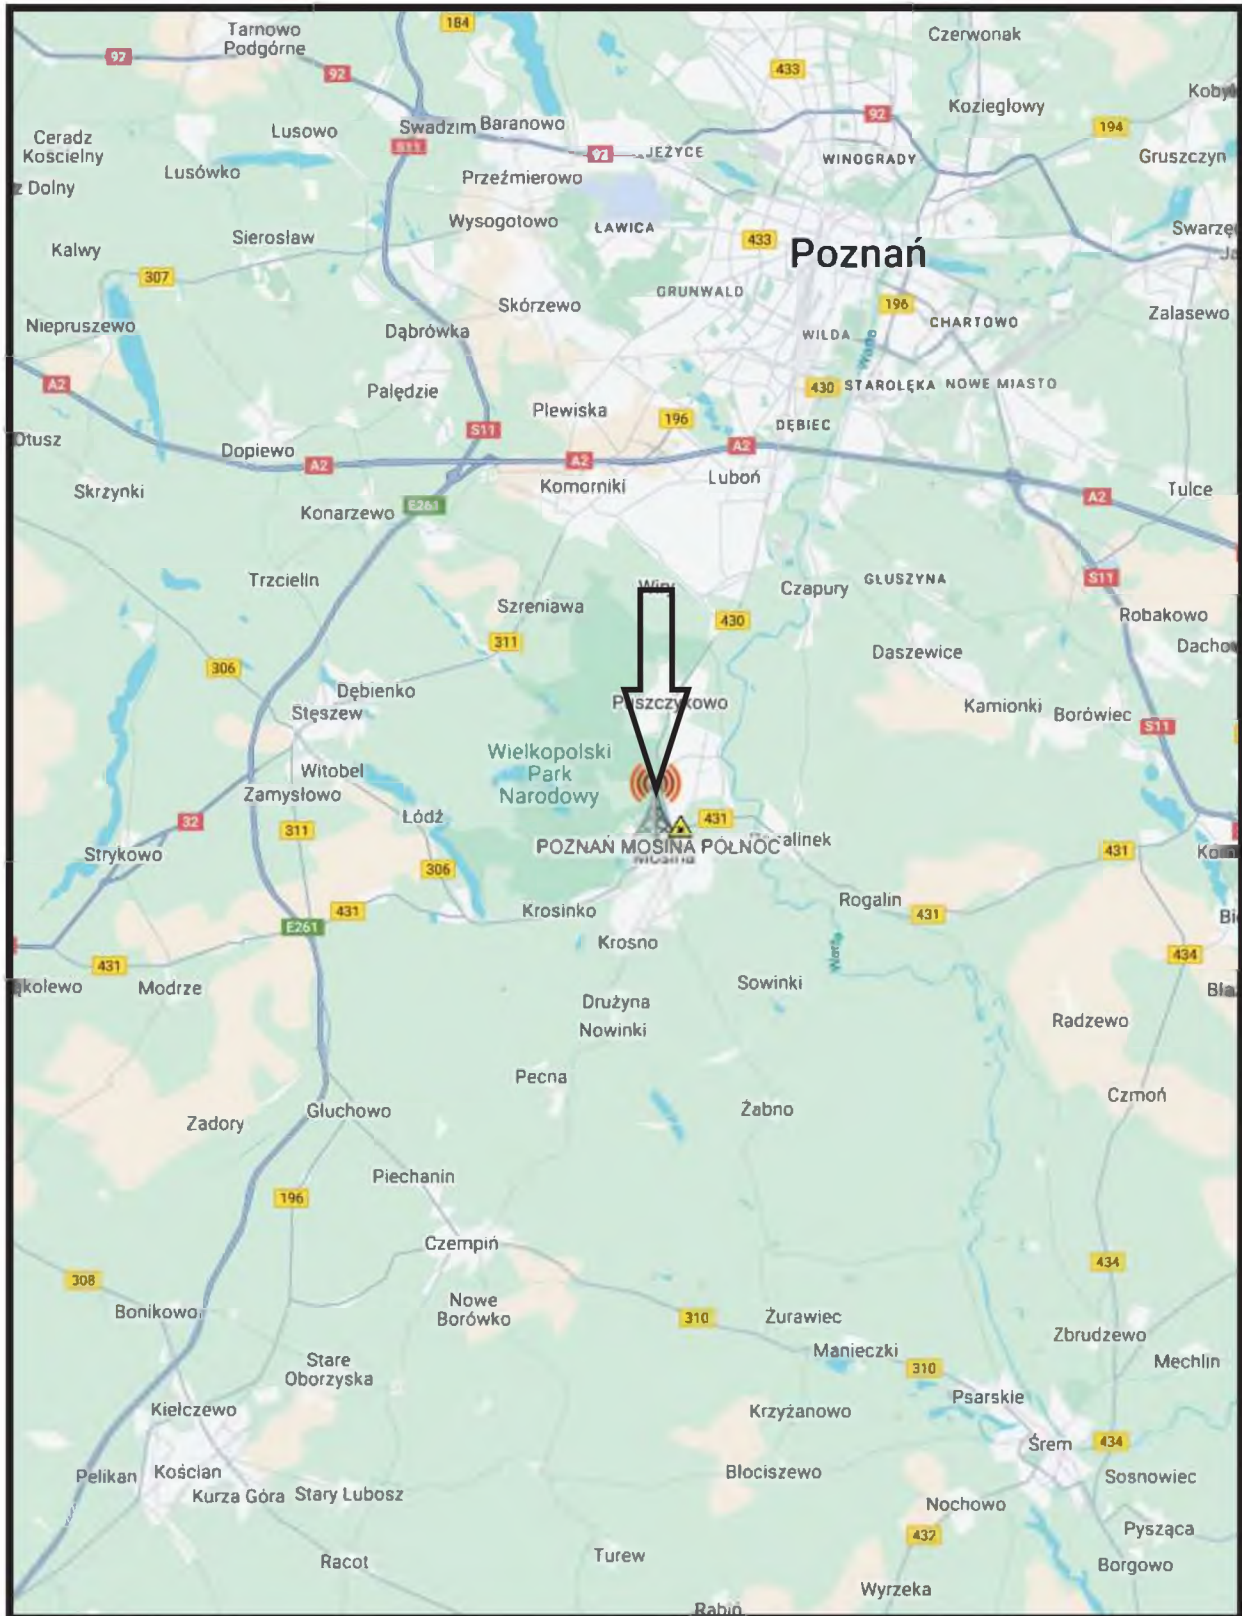 184
Tarnowo
Podgórne
Czerwonak
92
92
433
92
Koziegłowy
194
Ceradz
Kościelny
Lusowo
Swadzim
Baranowo
S11
JEŻYCE
WINOGRADY
Gruszczyn
Lusówko
Przeźmierowo
Dolny
Wysogotowo
ŁAWICA
433
Kalwy
Sierosław
Poznań
307
Skórzewo
GRUNWALD
196
CHARTOWO
Zalasewo
Niepruszewo
Dąbrówka
WILDA
Warta
A2
Palędzie
430
STAROŁĘKA
NOWE MIASTO
Plewiska
196
DĘBIEC
S11
A2
Dopiewo
A2
A2
Luboń
Skrzynki
Komorniki
A2
Tulce
Konarzewo
E261
Trzcielin
Wiry
Czapury
GŁUSZYNA
S11
Szreniawa
430
Robakowo
311
306
Daszewice
Dębienko
Puszczykowo
Kamionki
Borówiec
S11
Stęszew
Wielkopolski
Park
Narodowy
Witobel
Zamysłowo
Łódź
32
311
431
POZNAŃ MOSINA PÓŁNOC
Mosina
431
Strykowo
306
Krosinko
Rogalin
431
431
E261
Krosno
Warta
434
431
Modrze
Sowinki
Drużyna
Nowinki
Radzewo
Pecna
Czmoń
Głuchowo
Żabno
Zadory
Piechanin
196
Czempiń
434
308
Nowe
Borówko
Bonikowo
310
Żurawiec
Zbrudzewo
Manieczki
Mechlin
Stare
Oborzyska
310
Psarskie
Kiełczewo
Krzyżanowo
Śrem
434
Pelikan
Kościan
Błociszewo
Sosnowiec
Kurza Góra
Stary Lubosz
Nochowo
432
Pysząca
Racot
Turew
Borgowo
Wyrzeka
Rąbiń